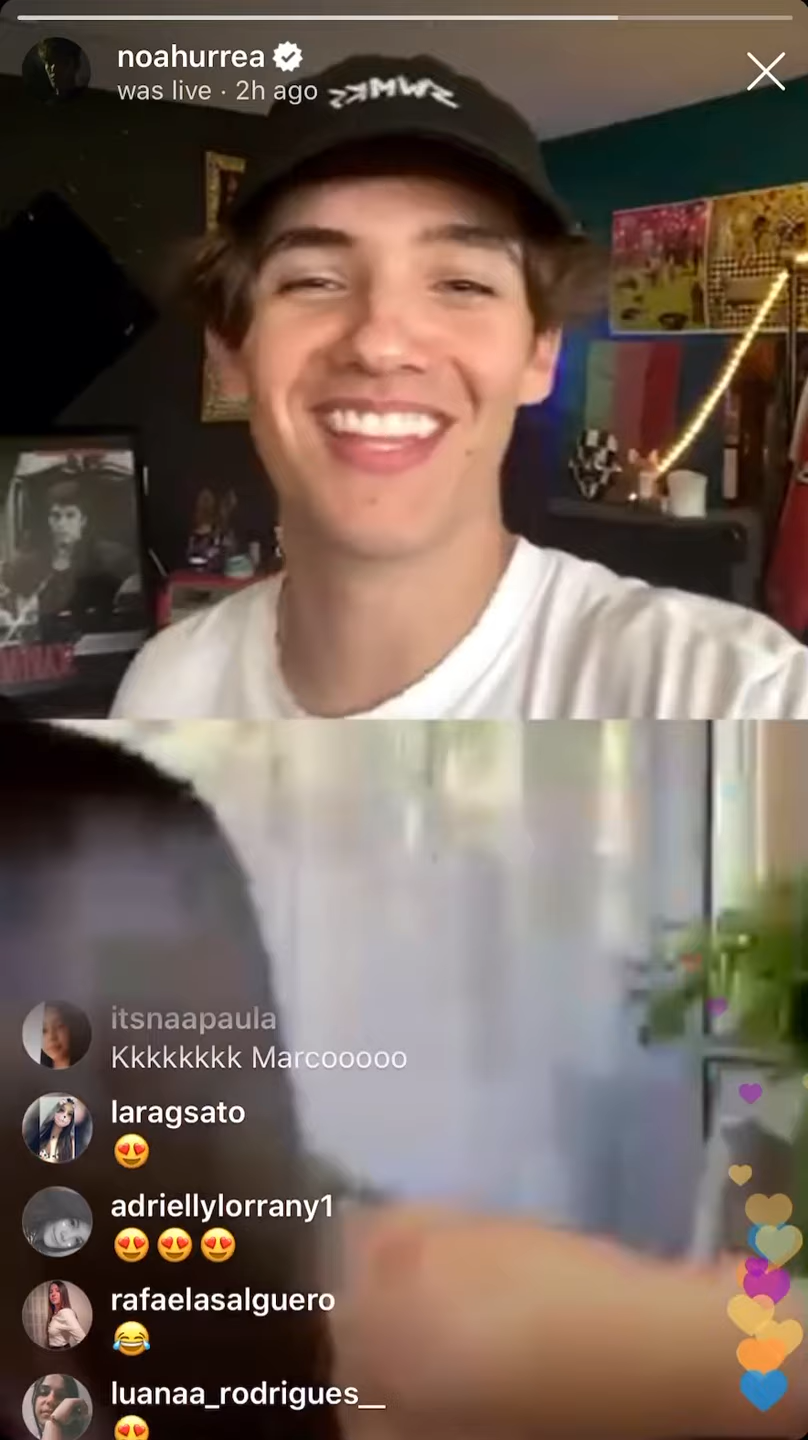 noahurrea
was live · 2h ago
itsnaapaula
Kkkkkkkk Marcooooo
laragsato
😍
adriellylorrany1
😍😍😍
rafaelasalguero
😂
luanaa_rodrigues__
😍